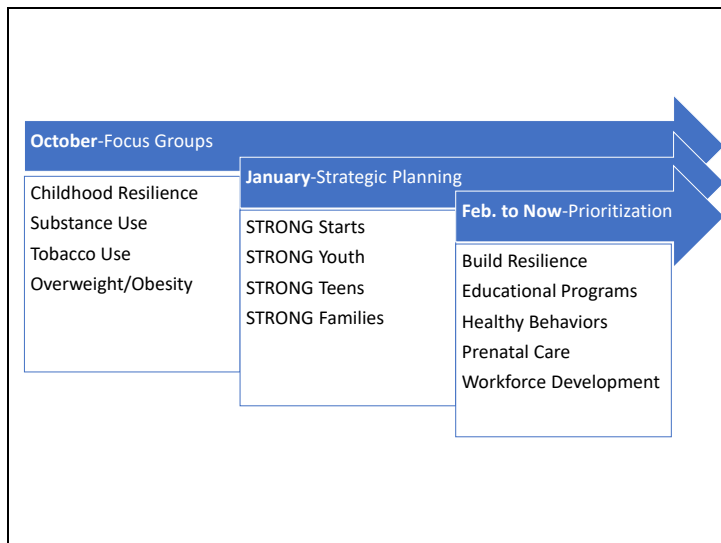 October-Focus Groups
Childhood Resilience
Substance Use
Tobacco Use
Overweight/Obesity
January-Strategic Planning
STRONG Starts
STRONG Youth
STRONG Teens
STRONG Families
Feb. to Now-Prioritization
Build Resilience
Educational Programs
Healthy Behaviors
Prenatal Care
Workforce Development